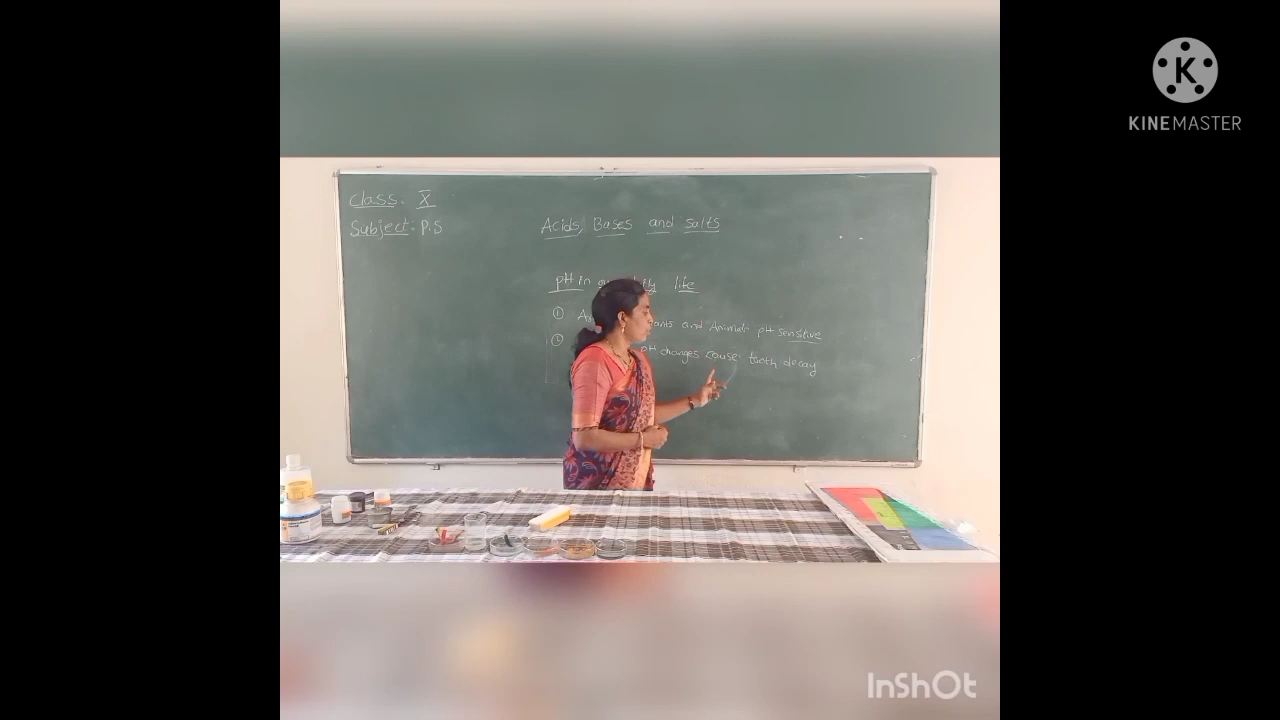 KINEMASTER
Class. X
Subject. P.S
Acids, Bases and Salts
pH in life
① and Animals pH sensitive
② pH changes cause tooth decay
InShOt